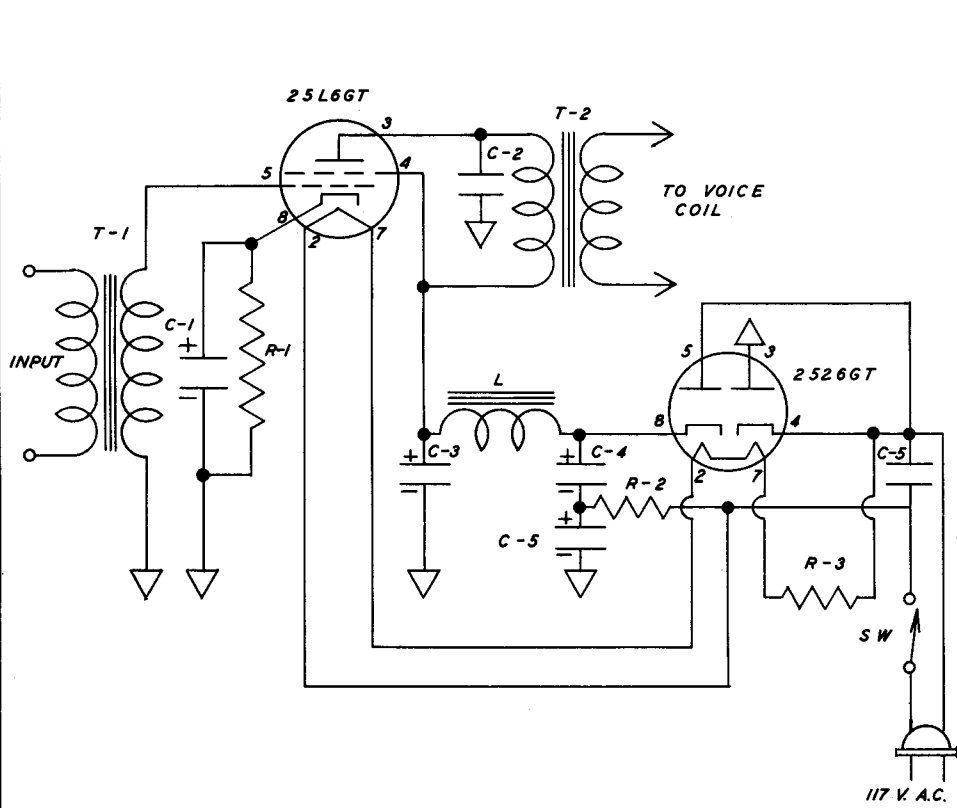 25L6GT
3
T-2
C-2
4
5
TO VOICE
COIL
8
2
7
T-1
C-1
+
R-1
INPUT
-
5
3
2526GT
L
8
4
+
C-3
-
+
C-4
-
R-2
2
7
C-5
+
C-5
-
R-3
SW
117 V. A.C.